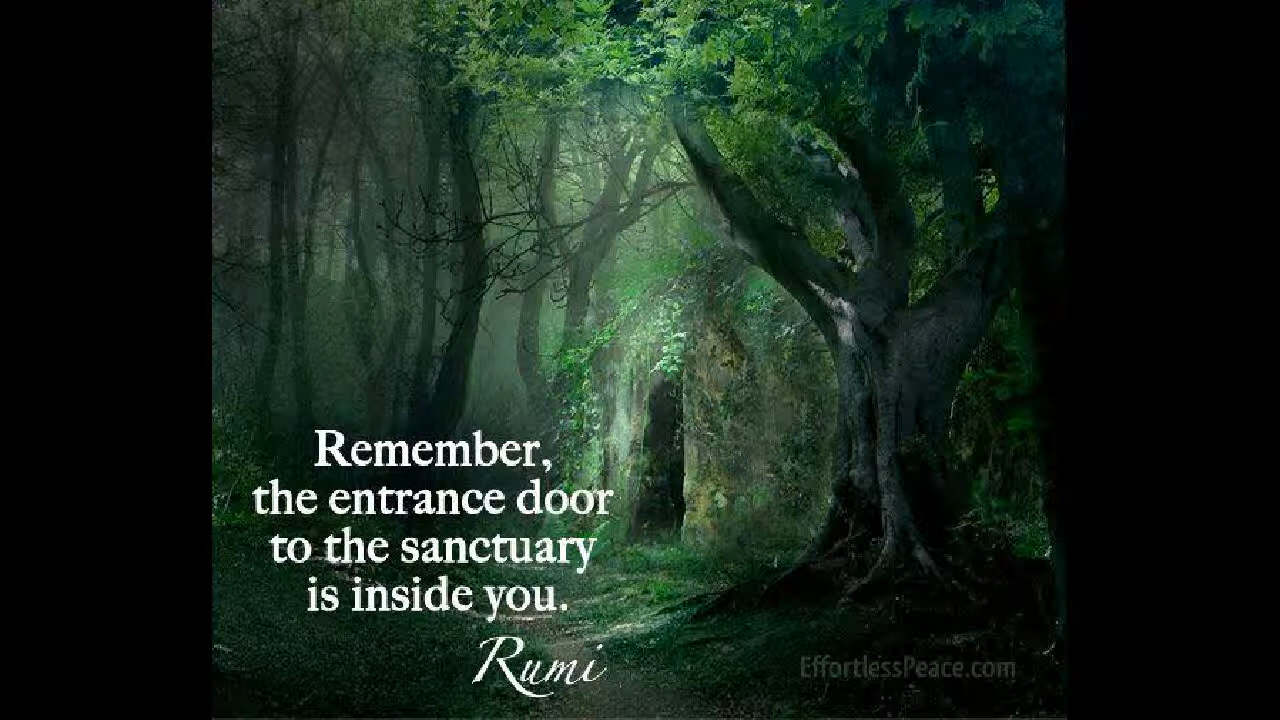 Remember,
the entrance door
to the sanctuary
is inside you.
Rumi
EffortlessPeace.com